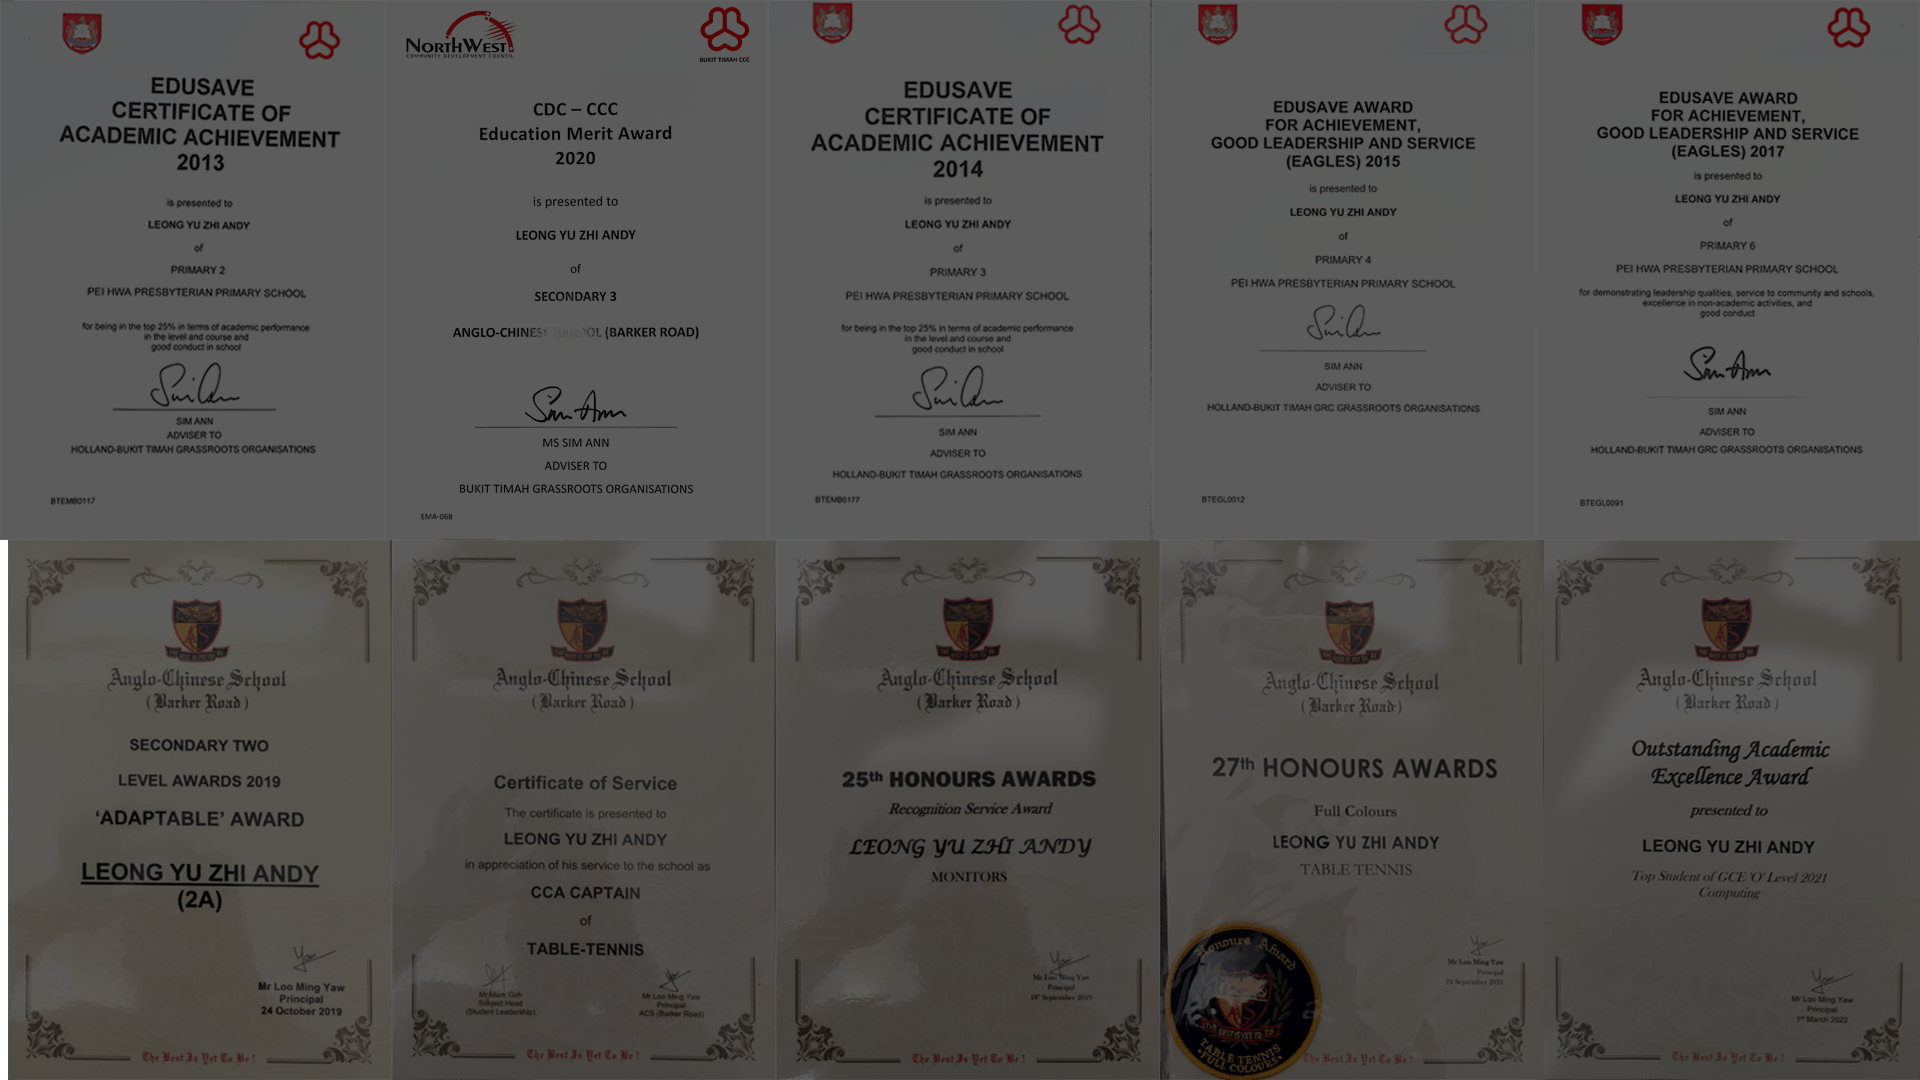 EDUSAVE
CERTIFICATE OF
ACADEMIC ACHIEVEMENT
2013
is presented to
LEONG YU ZHI ANDY
of
PRIMARY 2
PEI HWA PRESBYTERIAN PRIMARY SCHOOL
for being in the top 25% in terms of academic performance
in the level and course and
good conduct in school
SIM ANN
ADVISER TO
HOLLAND-BUKIT TIMAH GRASSROOTS ORGANISATIONS
BTEMB0117
NORTHWEST
COMMUNITY DEVELOPMENT COUNCIL
BUKIT TIMAH CCC
CDC – CCC
Education Merit Award
2020
is presented to
LEONG YU ZHI ANDY
of
SECONDARY 3
ANGLO-CHINESE SCHOOL (BARKER ROAD)
Sim Ann
MS SIM ANN
ADVISER TO
BUKIT TIMAH GRASSROOTS ORGANISATIONS
EMA-068
EDUSAVE
CERTIFICATE OF
ACADEMIC ACHIEVEMENT
2014
is presented to
LEONG YU ZHI ANDY
of
PRIMARY 3
PEI HWA PRESBYTERIAN PRIMARY SCHOOL
for being in the top 25% in terms of academic performance
in the level and course and
good conduct in school
SIM ANN
ADVISER TO
HOLLAND-BUKIT TIMAH GRASSROOTS ORGANISATIONS
BTEMB0177
EDUSAVE AWARD
FOR ACHIEVEMENT,
GOOD LEADERSHIP AND SERVICE
(EAGLES) 2015
is presented to
LEONG YU ZHI ANDY
of
PRIMARY 4
PEI HWA PRESBYTERIAN PRIMARY SCHOOL
SIM ANN
ADVISER TO
HOLLAND-BUKIT TIMAH GRC GRASSROOTS ORGANISATIONS
BTEGL0012
EDUSAVE AWARD
FOR ACHIEVEMENT,
GOOD LEADERSHIP AND SERVICE
(EAGLES) 2017
is presented to
LEONG YU ZHI ANDY
of
PRIMARY 6
PEI HWA PRESBYTERIAN PRIMARY SCHOOL
for demonstrating leadership qualities, service to community and schools,
excellence in non-academic activities, and
good conduct
Sim Ann
SIM ANN
ADVISER TO
HOLLAND-BUKIT TIMAH GRC GRASSROOTS ORGANISATIONS
BTEGL0091
Anglo-Chinese School
(Barker Road)
SECONDARY TWO
LEVEL AWARDS 2019
'ADAPTABLE' AWARD
LEONG YU ZHI ANDY
(2A)
Mr Loo Ming Yaw
Principal
24 October 2019
The Best Is Yet To Be!
Anglo-Chinese School
(Barker Road)
Certificate of Service
The certificate is presented to
LEONG YU ZHI ANDY
in appreciation of his service to the school as
CCA CAPTAIN
of
TABLE-TENNIS
Goh
Subject Head
(Student Leadership)
Mr Loo Ming Yaw
Principal
ACS (Barker Road)
The Best Is Yet To Be!
Anglo-Chinese School
(Barker Road)
25th HONOURS AWARDS
Recognition Service Award
LEONG YU ZHI ANDY
MONITORS
Mr Loo Ming Yaw
Principal
September 2019
The Best Is Yet To Be!
Anglo-Chinese School
(Barker Road)
27th HONOURS AWARDS
Full Colours
LEONG YU ZHI ANDY
TABLE TENNIS
Mr Loo Ming Yaw
Principal
24 September 2021
Honours Award
THE BEST IS YET TO BE
TABLE TENNIS
•FULL COLOURS•
The Best Is Yet To Be!
Anglo-Chinese School
(Barker Road)
Outstanding Academic
Excellence Award
presented to
LEONG YU ZHI ANDY
Top Student of GCE 'O' Level 2021
Computing
Mr Loo Ming Yaw
Principal
1st March 2022
The Best Is Yet To Be!